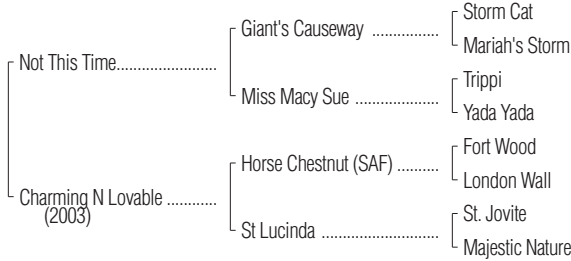 Storm Cat
Giant's Causeway ................
Mariah's Storm
Not This Time........................
Trippi
Miss Macy Sue ....................
Yada Yada
Fort Wood
Horse Chestnut (SAF) ..........
London Wall
Charming N Lovable ............
(2003)
St. Jovite
St Lucinda ............................
Majestic Nature